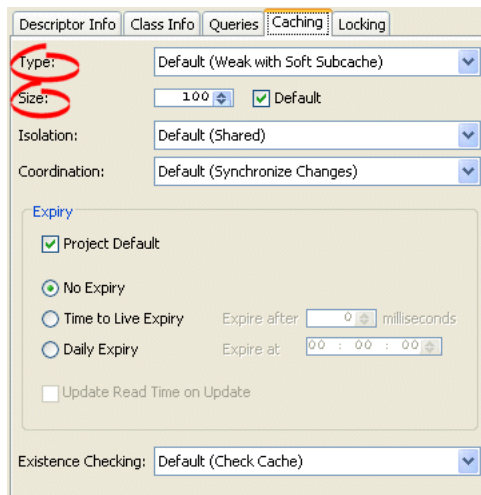 Descriptor Info Class Info Queries Caching Locking
Type: Default (Weak with Soft Subcache)
Size: 100 Default
Isolation: Default (Shared)
Coordination: Default (Synchronize Changes)
Expiry
Project Default
No Expiry
Time to Live Expiry Expire after 0 milliseconds
Daily Expiry Expire at 00 : 00 : 00
Update Read Time on Update
Existence Checking: Default (Check Cache)